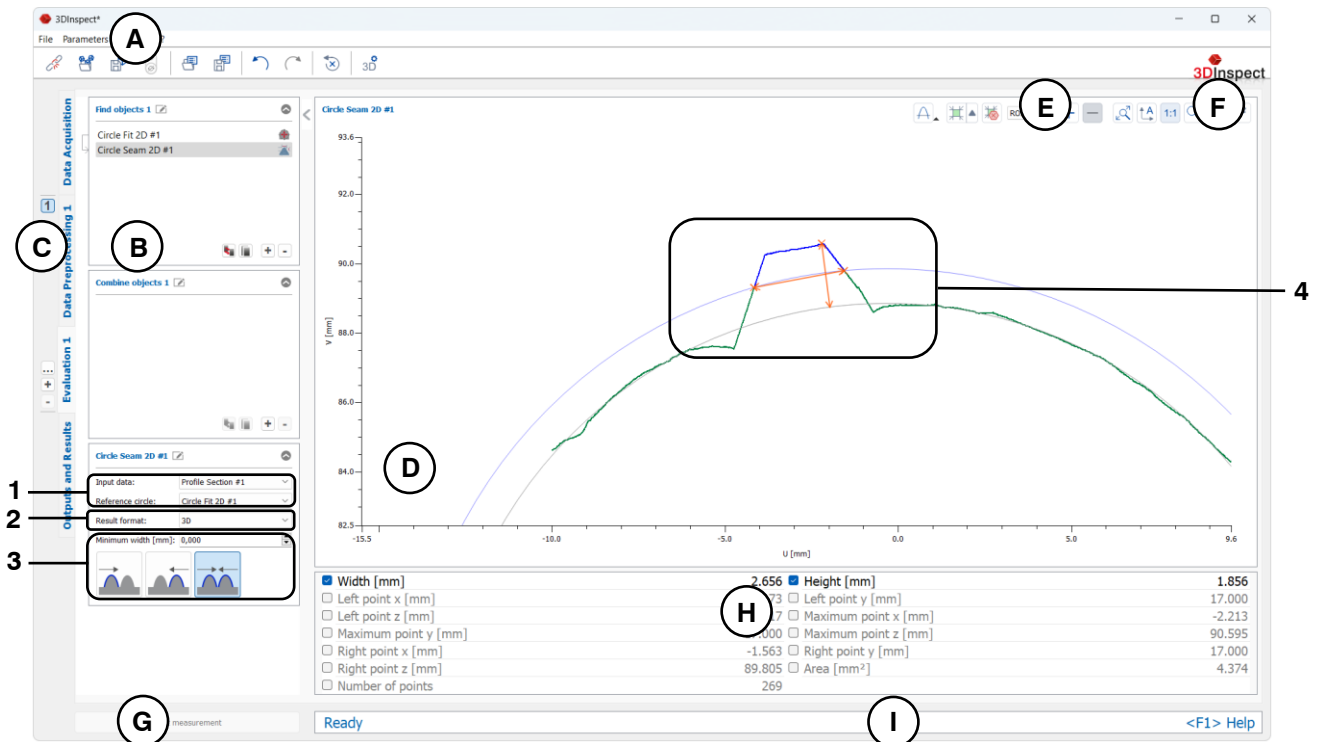 3DInspect*
File Parameters ?
A
3D
3DInspect
Data Acquisition
Data Preprocessing 1
Evaluation 1
Outputs and Results
1
...
+
-
C
Find objects 1
Circle Fit 2D #1
Circle Seam 2D #1
B
+ -
Combine objects 1
+ -
Circle Seam 2D #1
Input data: Profile Section #1
Reference circle: Circle Fit 2D #1
Result format: 3D
Minimum width [mm]: 0,000
1
2
3
G measurement
Circle Seam 2D #1
E
1:1
F
93.6
92.0
90.0
88.0
86.0
84.0
82.5
V [mm]
-15.5 -10.0 -5.0 0.0 5.0 9.6
U [mm]
4
D
Width [mm] 2.656 Height [mm] 1.856
Left point x [mm] Left point y [mm] 17.000
Left point z [mm] Maximum point x [mm] -2.213
Maximum point y [mm] Maximum point z [mm] 90.595
Right point x [mm] -1.563 Right point y [mm] 17.000
Right point z [mm] 89.805 Area [mm²] 4.374
Number of points 269
H
Ready I <F1> Help